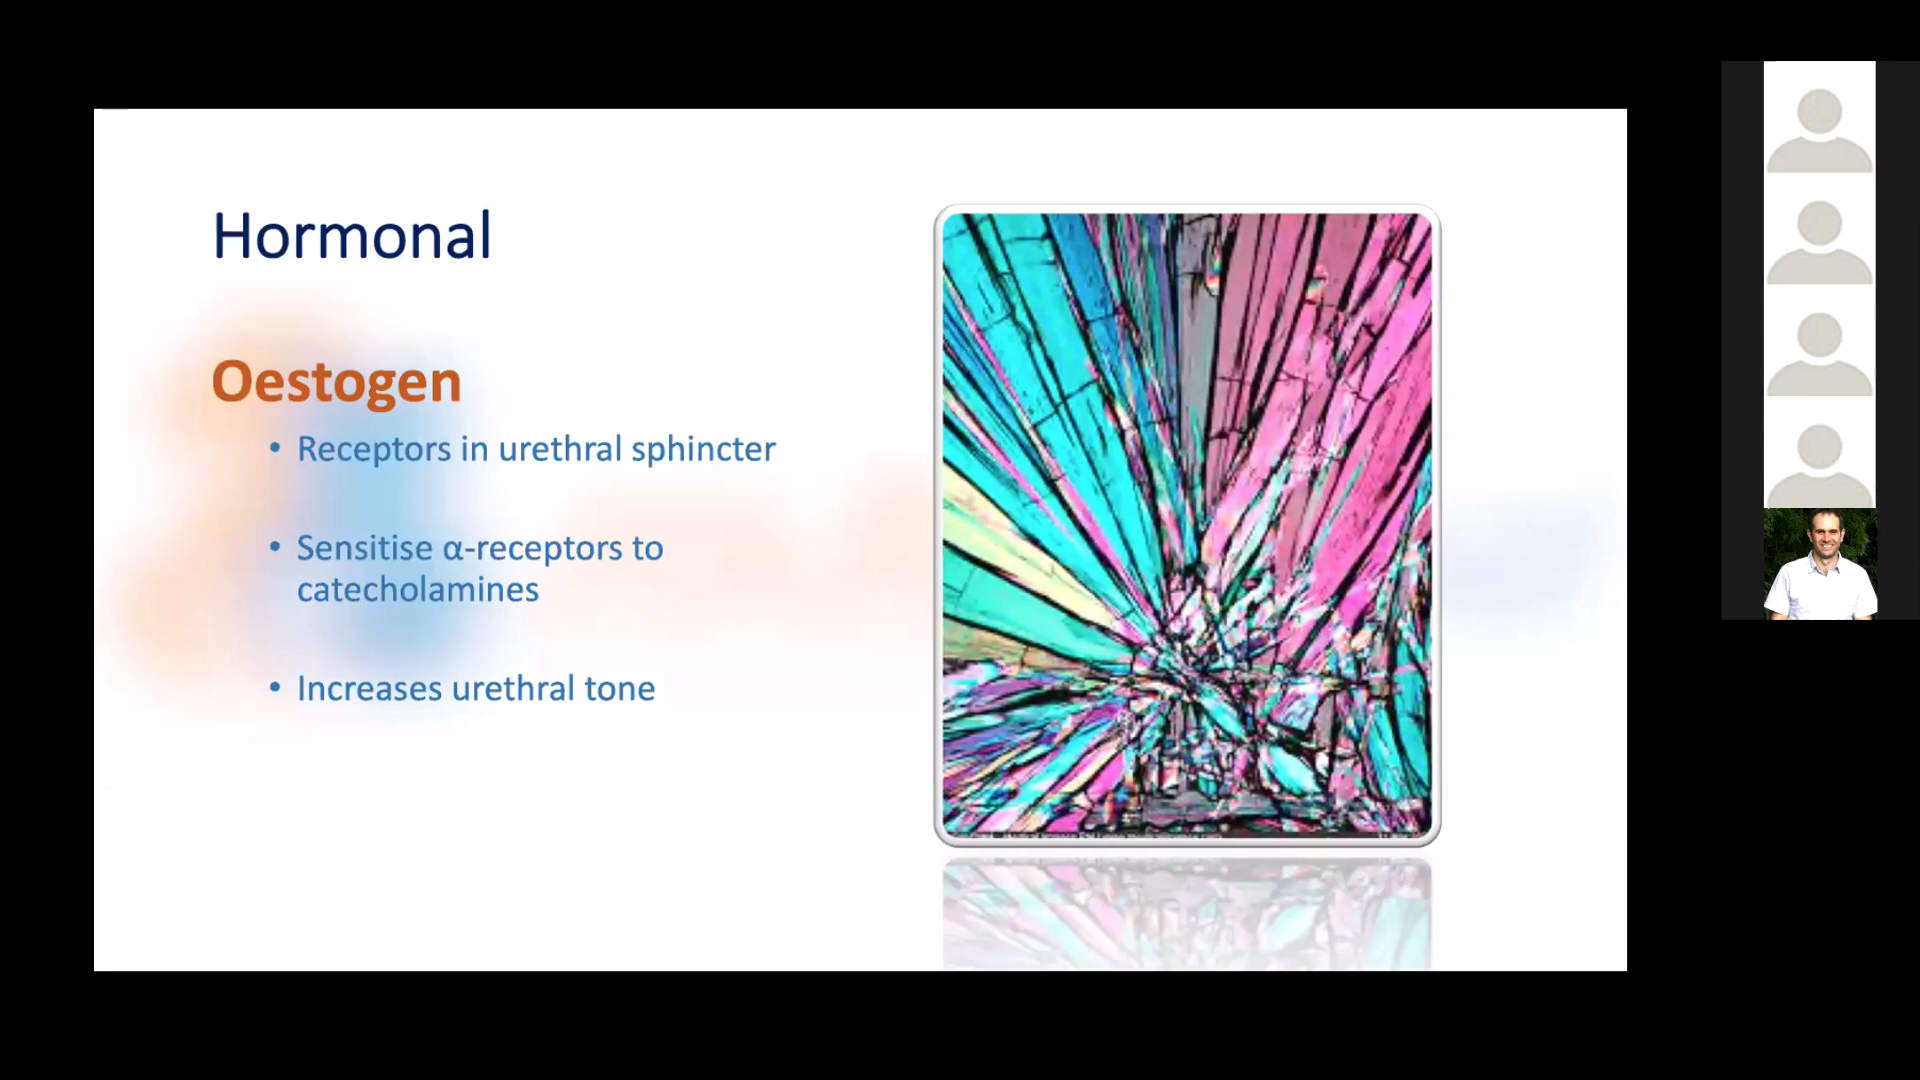 Hormonal
Oestogen
• Receptors in urethral sphincter
• Sensitise α-receptors to
catecholamines
• Increases urethral tone